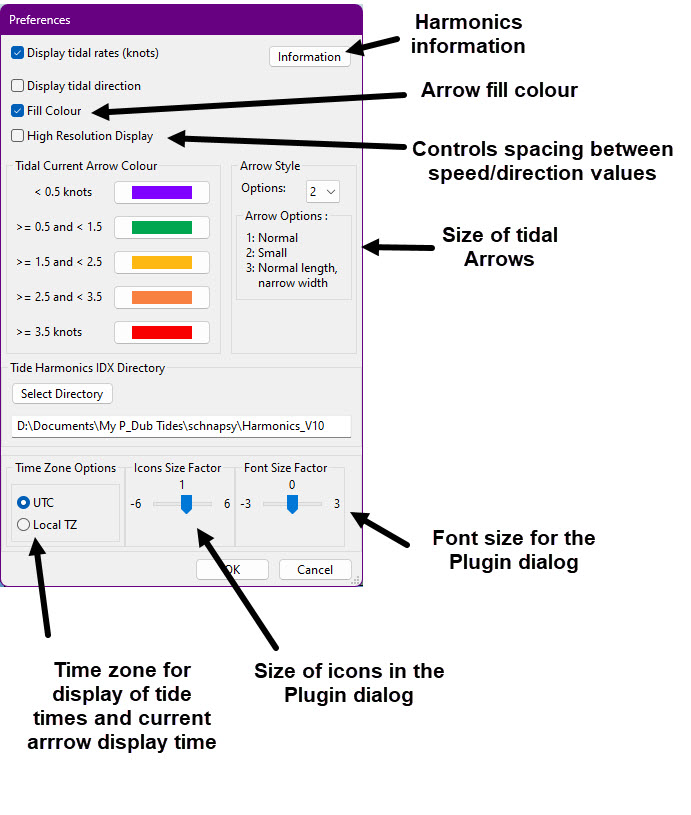 Preferences
Display tidal rates (knots)
Information
Display tidal direction
Fill Colour
High Resolution Display
Tidal Current Arrow Colour
< 0.5 knots
>= 0.5 and < 1.5
>= 1.5 and < 2.5
>= 2.5 and < 3.5
>= 3.5 knots
Arrow Style
Options: 2
Arrow Options :
1: Normal
2: Small
3: Normal length,
narrow width
Tide Harmonics IDX Directory
Select Directory
D:\Documents\My P_Dub Tides\schnapsy\Harmonics_V10
Time Zone Options
UTC
Local TZ
Icons Size Factor
1
-6 6
Font Size Factor
0
-3 3
OK
Cancel
Harmonics
information
Arrow fill colour
Controls spacing between
speed/direction values
Size of tidal
Arrows
Font size for the
Plugin dialog
Size of icons in the
Plugin dialog
Time zone for
display of tide
times and current
arrrow display time